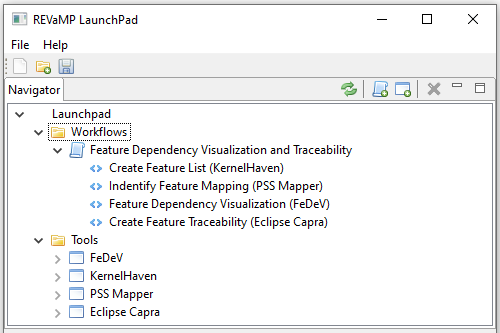 REVaMP LaunchPad
File Help
Navigator
Launchpad
Workflows
Feature Dependency Visualization and Traceability
Create Feature List (KernelHaven)
Indentify Feature Mapping (PSS Mapper)
Feature Dependency Visualization (FeDeV)
Create Feature Traceability (Eclipse Capra)
Tools
FeDeV
KernelHaven
PSS Mapper
Eclipse Capra